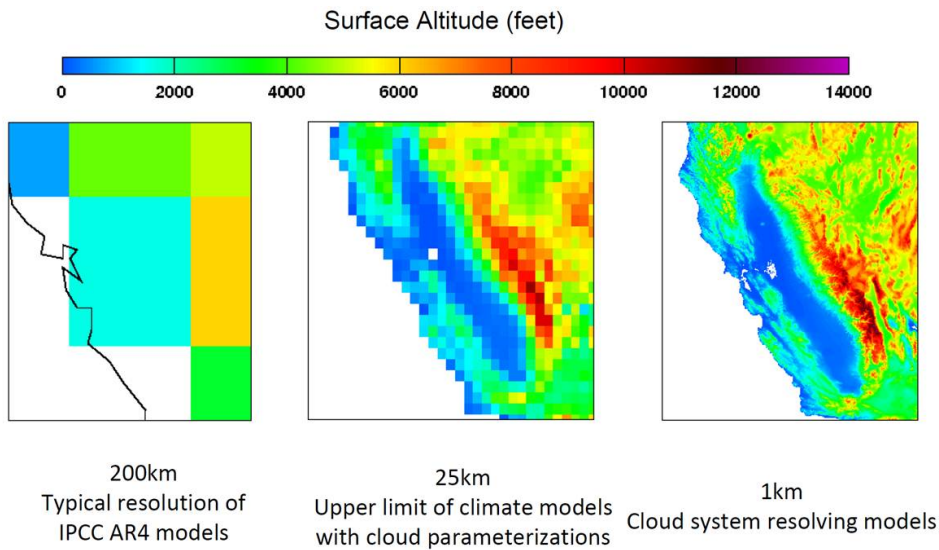 Surface Altitude (feet)
0 2000 4000 6000 8000 10000 12000 14000
200km
Typical resolution of
IPCC AR4 models
25km
Upper limit of climate models
with cloud parameterizations
1km
Cloud system resolving models